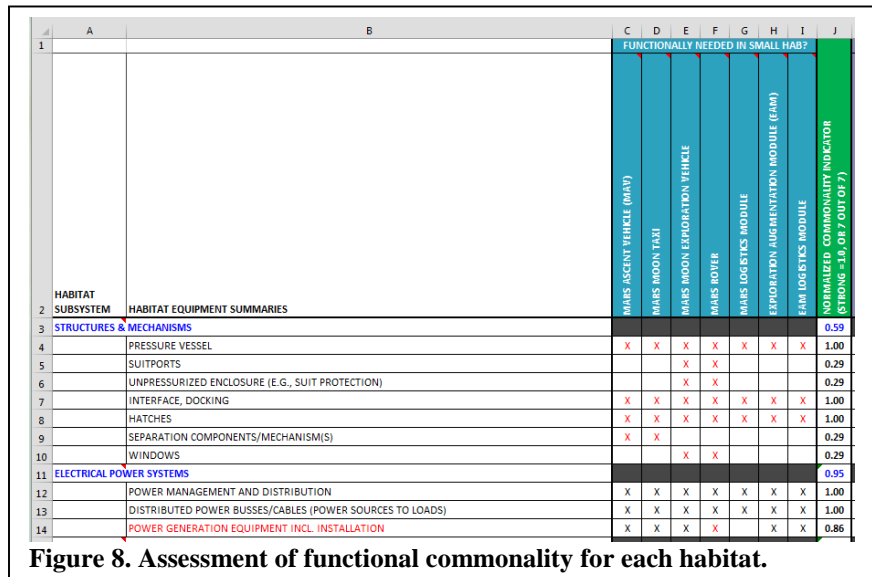 A B C D E F G H I J
1 FUNCTIONALLY NEEDED IN SMALL HAB?
2 HABITAT SUBSYSTEM HABITAT EQUIPMENT SUMMARIES MARS ASCENT VEHICLE (MAV) MARS MOON TAXI MARS MOON EXPLORATION VEHICLE MARS ROVER MARS LOGISTICS MODULE EXPLORATION AUGMENTATION MODULE (EAM) EAM LOGISTICS MODULE NORMALIZED COMMONALITY INDICATOR (STRONG = 1.0, OR 7 OUT OF 7)
3 STRUCTURES & MECHANISMS 0.59
4 PRESSURE VESSEL X X X X X X X 1.00
5 SUITPORTS X X 0.29
6 UNPRESSURIZED ENCLOSURE (E.G., SUIT PROTECTION) X X 0.29
7 INTERFACE, DOCKING X X X X X X X 1.00
8 HATCHES X X X X X X X 1.00
9 SEPARATION COMPONENTS/MECHANISM(S) X X 0.29
10 WINDOWS X X 0.29
11 ELECTRICAL POWER SYSTEMS 0.95
12 POWER MANAGEMENT AND DISTRIBUTION X X X X X X X 1.00
13 DISTRIBUTED POWER BUSSES/CABLES (POWER SOURCES TO LOADS) X X X X X X X 1.00
14 POWER GENERATION EQUIPMENT INCL. INSTALLATION X X X X X X 0.86
Figure 8. Assessment of functional commonality for each habitat.